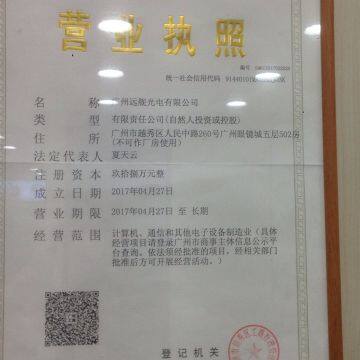 营业执照
编号
统一社会信用代码
名称 广州远舰光电有限公司
类型 有限责任公司(自然人投资或控股)
住所 广州市越秀区人民中路260号广州眼镜城五层502房
(不可作厂房使用)
法定代表人 夏天云
注册资本 玖拾捌万元整
成立日期 2017年04月27日
营业期限 2017年04月27日 至 长期
经营范围 计算机、通信和其他电子设备制造业(具体
经营项目请登录广州市商事主体信息公示平
台查询。依法须经批准的项目，经相关部门
批准后方可开展经营活动。)
登记机关